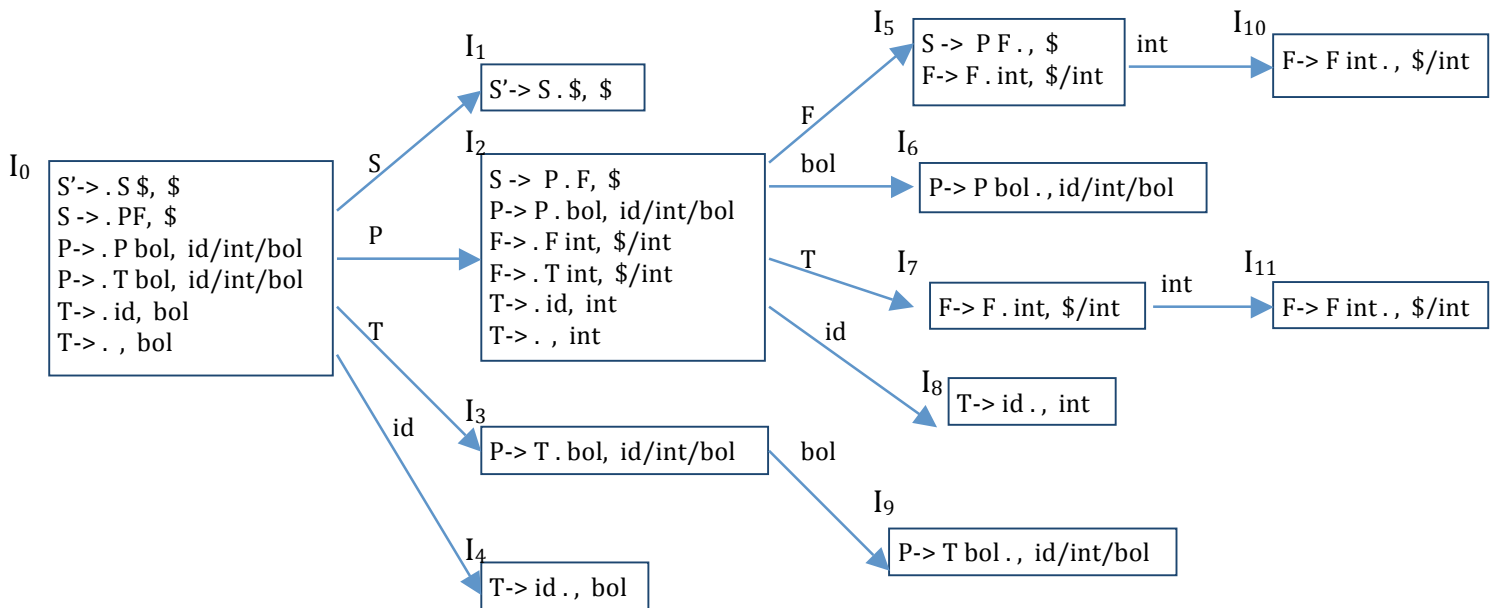 I0
S'-> . S $, $
S -> . PF, $
P-> . P bol, id/int/bol
P-> . T bol, id/int/bol
T-> . id, bol
T-> . , bol
S
P
T
id
I1
S'-> S . $, $
I2
S -> P . F, $
P-> P . bol, id/int/bol
F-> . F int, $/int
F-> . T int, $/int
T-> . id, int
T-> . , int
I3
P-> T . bol, id/int/bol
I4
T-> id . , bol
F
bol
T
id
bol
I5
S -> P F . , $
F-> F . int, $/int
int
I10
F-> F int . , $/int
I6
P-> P bol . , id/int/bol
I7
F-> F . int, $/int
int
I11
F-> F int . , $/int
I8
T-> id . , int
I9
P-> T bol . , id/int/bol